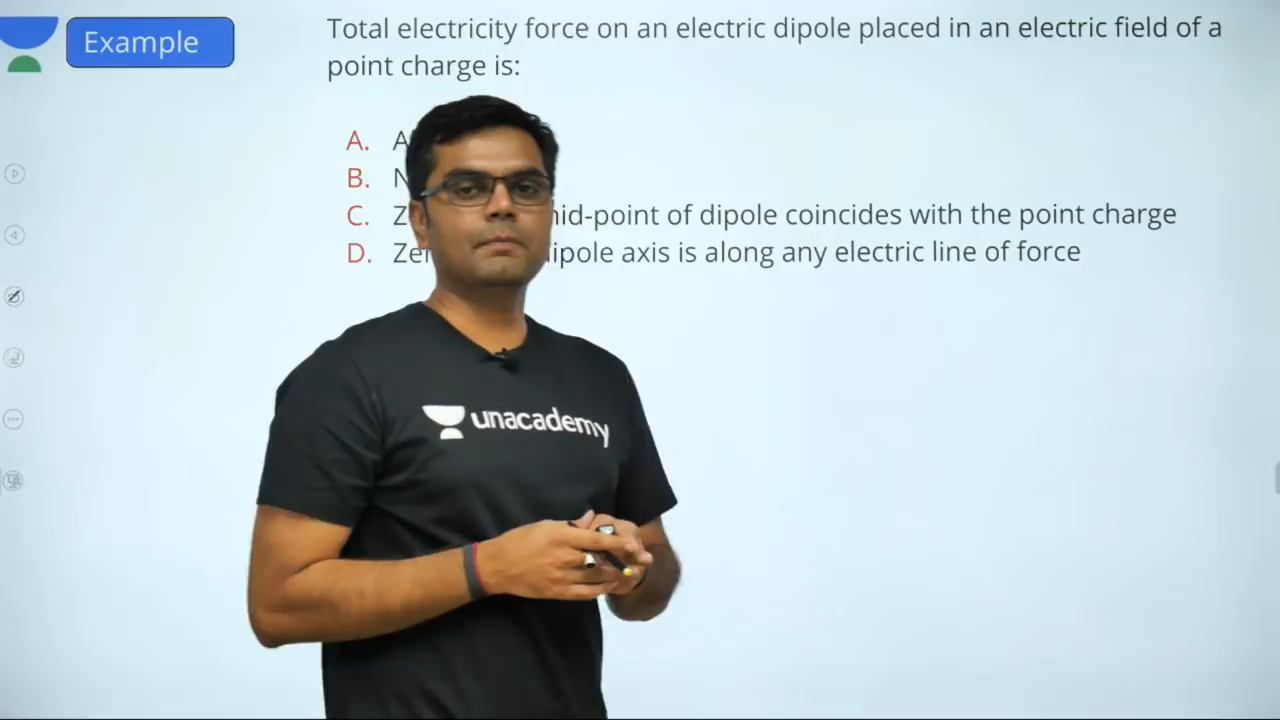 Example
Total electricity force on an electric dipole placed in an electric field of a
point charge is:
A.
B.
C. mid-point of dipole coincides with the point charge
D. dipole axis is along any electric line of force
unacademy